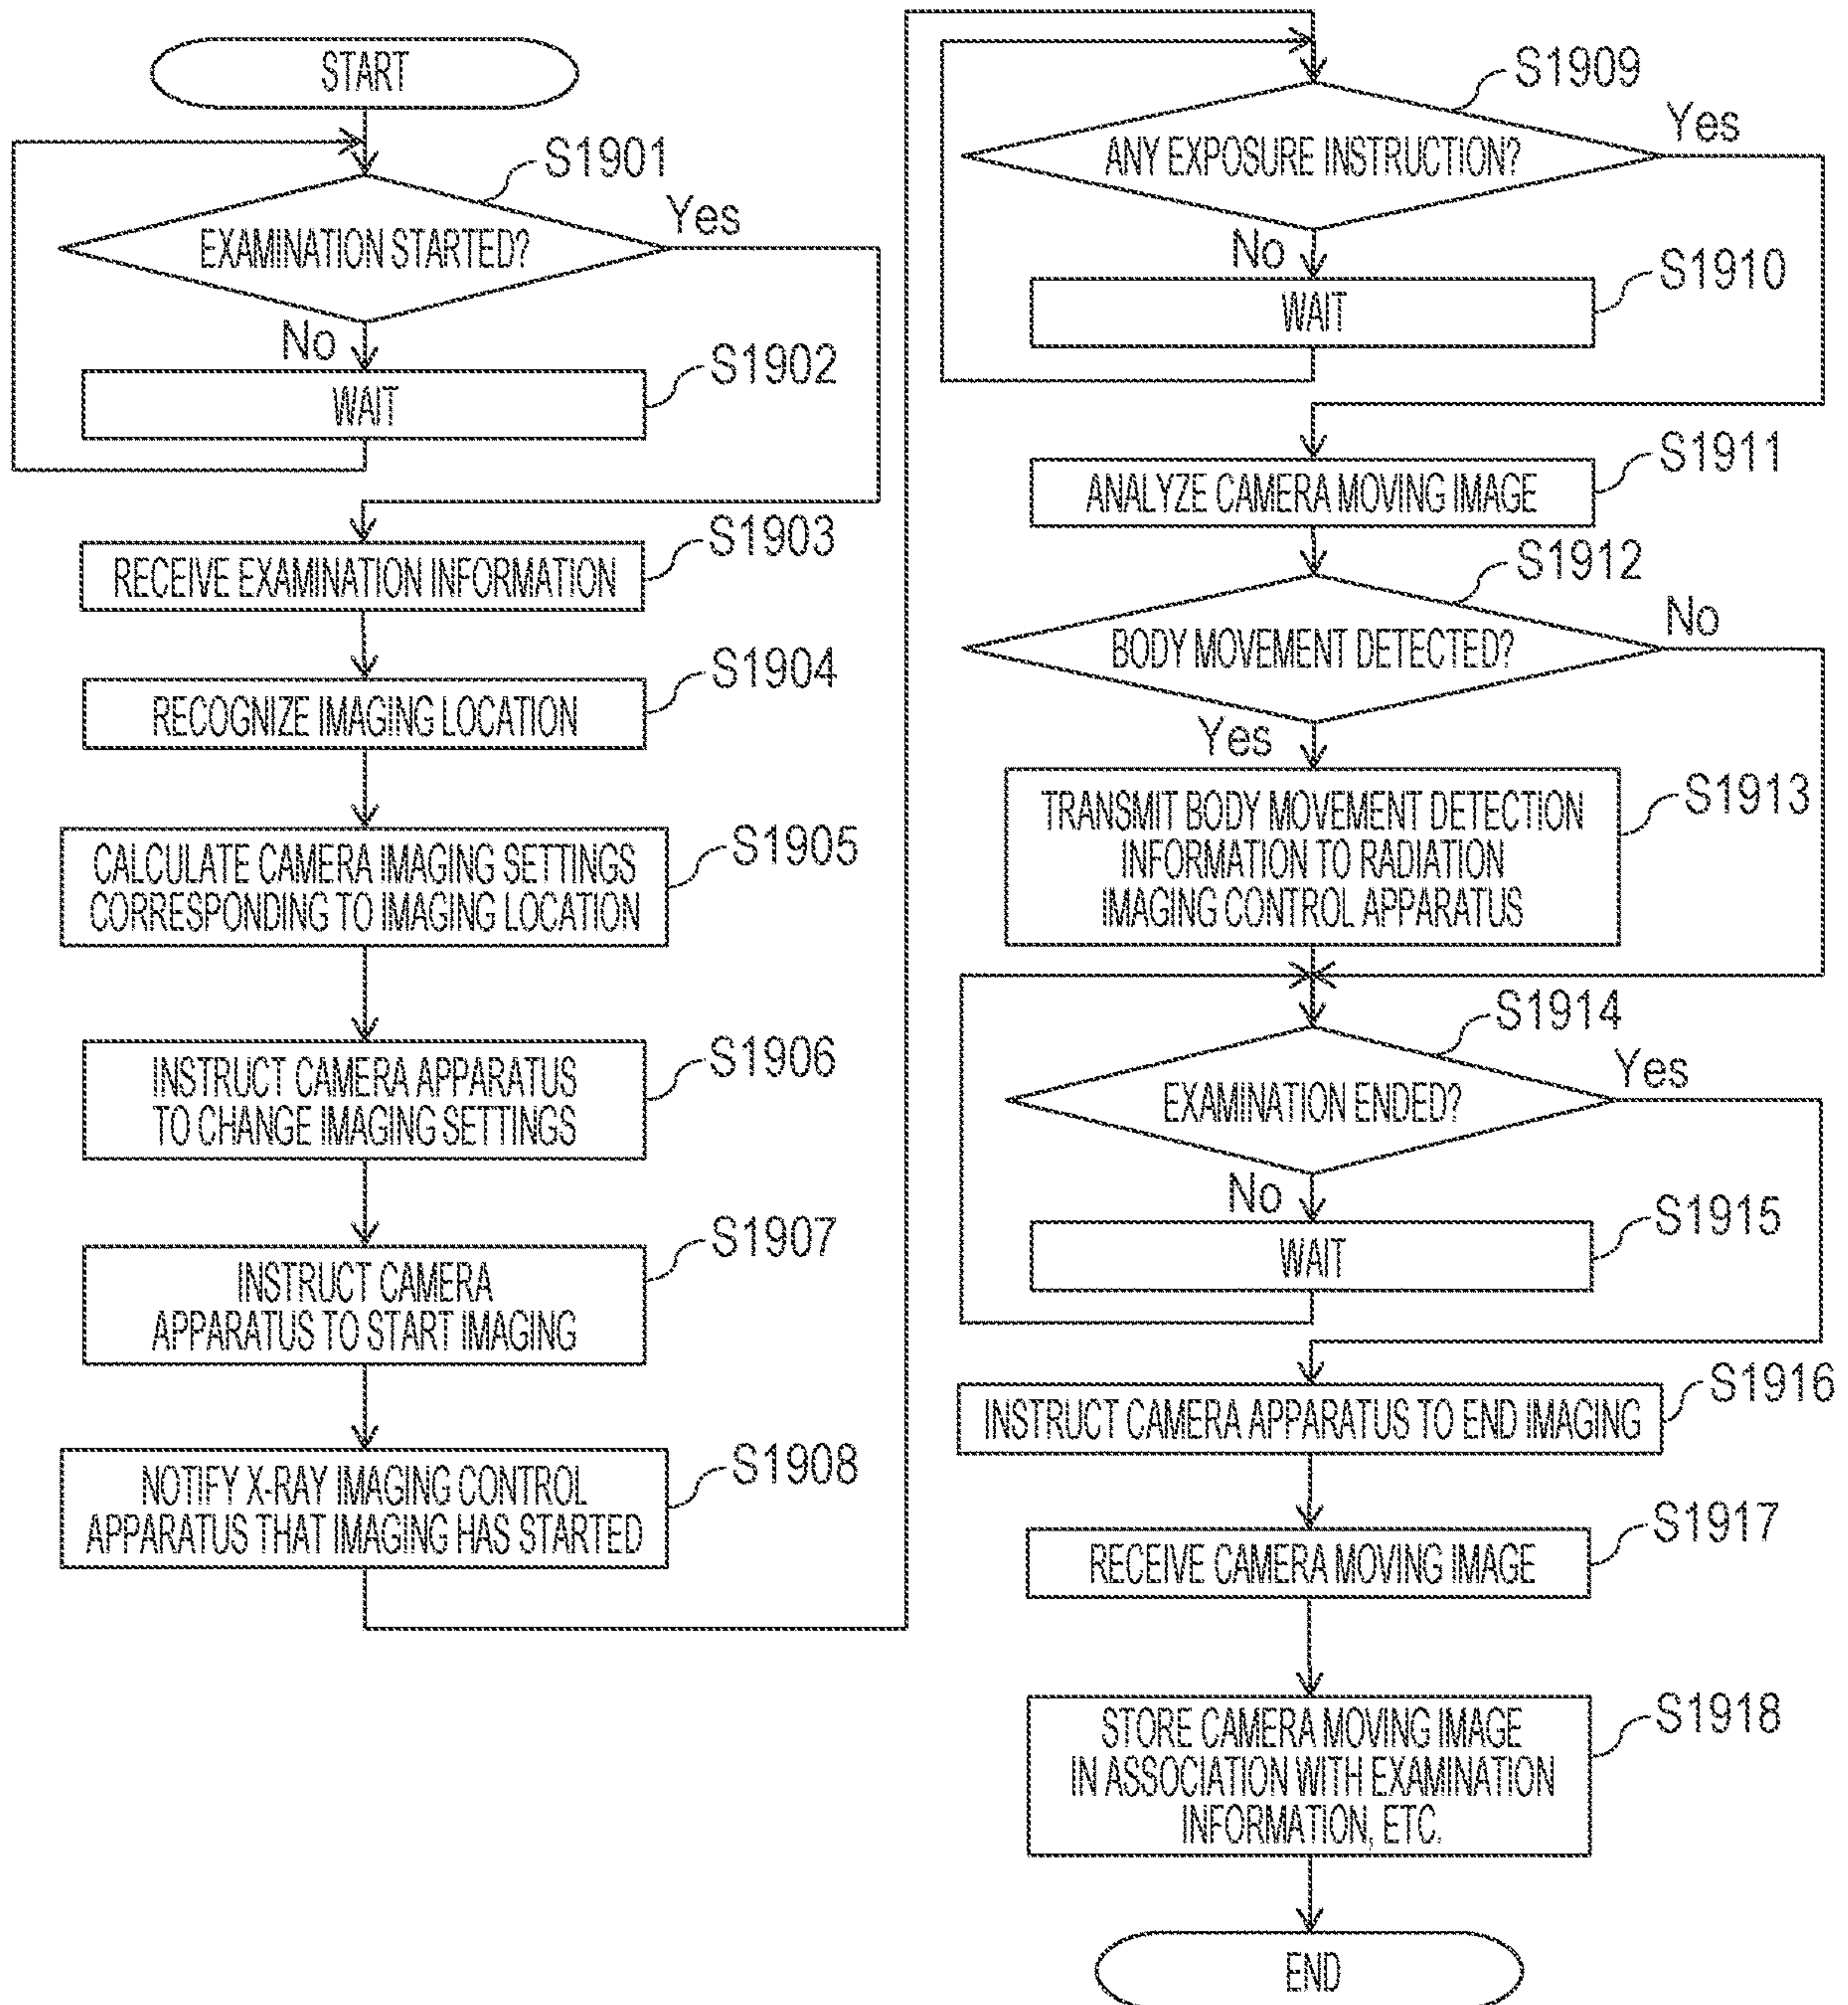 START
S1901
EXAMINATION STARTED?
Yes
No
S1902
WAIT
S1903
RECEIVE EXAMINATION INFORMATION
S1904
RECOGNIZE IMAGING LOCATION
S1905
CALCULATE CAMERA IMAGING SETTINGS
CORRESPONDING TO IMAGING LOCATION
S1906
INSTRUCT CAMERA APPARATUS
TO CHANGE IMAGING SETTINGS
S1907
INSTRUCT CAMERA
APPARATUS TO START IMAGING
S1908
NOTIFY X-RAY IMAGING CONTROL
APPARATUS THAT IMAGING HAS STARTED
S1909
ANY EXPOSURE INSTRUCTION?
Yes
No
S1910
WAIT
S1911
ANALYZE CAMERA MOVING IMAGE
S1912
BODY MOVEMENT DETECTED?
No
Yes
S1913
TRANSMIT BODY MOVEMENT DETECTION
INFORMATION TO RADIATION
IMAGING CONTROL APPARATUS
S1914
EXAMINATION ENDED?
Yes
No
S1915
WAIT
S1916
INSTRUCT CAMERA APPARATUS TO END IMAGING
S1917
RECEIVE CAMERA MOVING IMAGE
S1918
STORE CAMERA MOVING IMAGE
IN ASSOCIATION WITH EXAMINATION
INFORMATION, ETC.
END